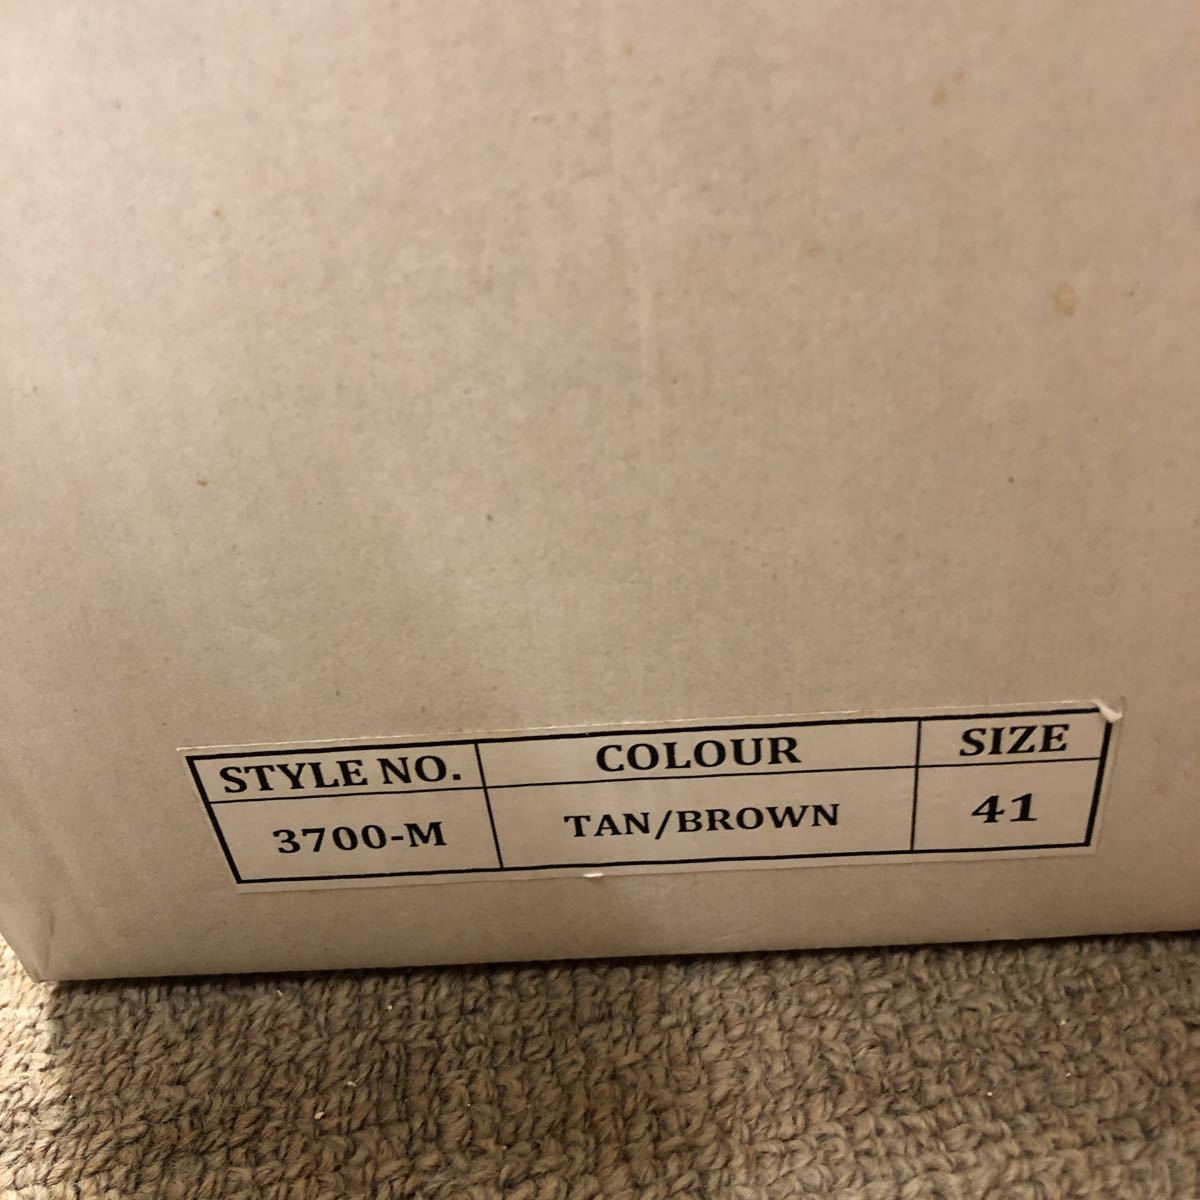 STYLE NO. COLOUR SIZE
3700-M TAN/BROWN 41